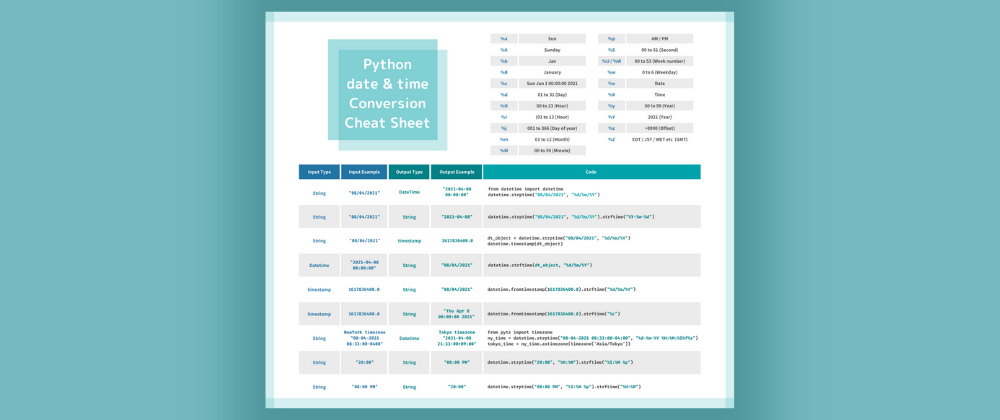 Python
date & time
Conversion
Cheat Sheet
%a Sun
%A Sunday
%b Jan
%B January
%c Sun Jan 3 00:00:00 2021
%d 01 to 31 (Day)
%H 00 to 23 (Hour)
%I (01 to 12 (Hour)
%j 001 to 366 (Day of year)
%m 01 to 12 (Month)
%M 00 to 59 (Minute)
%p AM / PM
%S 00 to 61 (Second)
%U / %W 00 to 53 (Week number)
%w 0 to 6 (Weekday)
%x Date
%X Time
%y 00 to 99 (Year)
%Y 2021 (Year)
%z +0900 (Offset)
%Z EDT / JST / WET etc (GMT)
Input Type Input Example Output Type Output Example Code
String "08/04/2021" DateTime "2021-04-08 00:00:00"
from datetime import datetime
datetime.strptime("08/04/2021", "%d/%m/%Y")
String "08/04/2021" String "2021-04-08" datetime.strptime("08/04/2021", "%d/%m/%Y").strftime("%Y-%m-%d")
String "08/04/2021" timestamp 1617836400.0
dt_object = datetime.strptime("08/04/2021", "%d/%m/%Y")
datetime.timestamp(dt_object)
Datetime "2021-04-08 00:00:00" String "08/04/2021" datetime.strftime(dt_object, "%d/%m/%Y")
timestamp 1617836400.0 String "08/04/2021" datetime.fromtimestamp(1617836400.0).strftime("%d/%m/%Y")
timestamp 1617836400.0 String "Thu Apr 8 00:00:00 2021" datetime.fromtimestamp(1617836400.0).strftime("%c")
String NewYork timezone "08-04-2021 08:33:00-0400" Datetime Tokyo timezone "2021-04-08 21:33:00+09:00"
from pytz import timezone
ny_time = datetime.strptime("08-04-2021 08:33:00-0400",
tokyo_time = ny_time.astimezone(timezone('Asia/Tokyo'))
String "20:00" String "08:00 PM" datetime.strptime("20:00", "%H:%M").strftime("%I:%M %p")
String "08:00 PM" String "20:00" datetime.strptime("08:00 PM", "%I:%M %p").strftime("%H:%M")